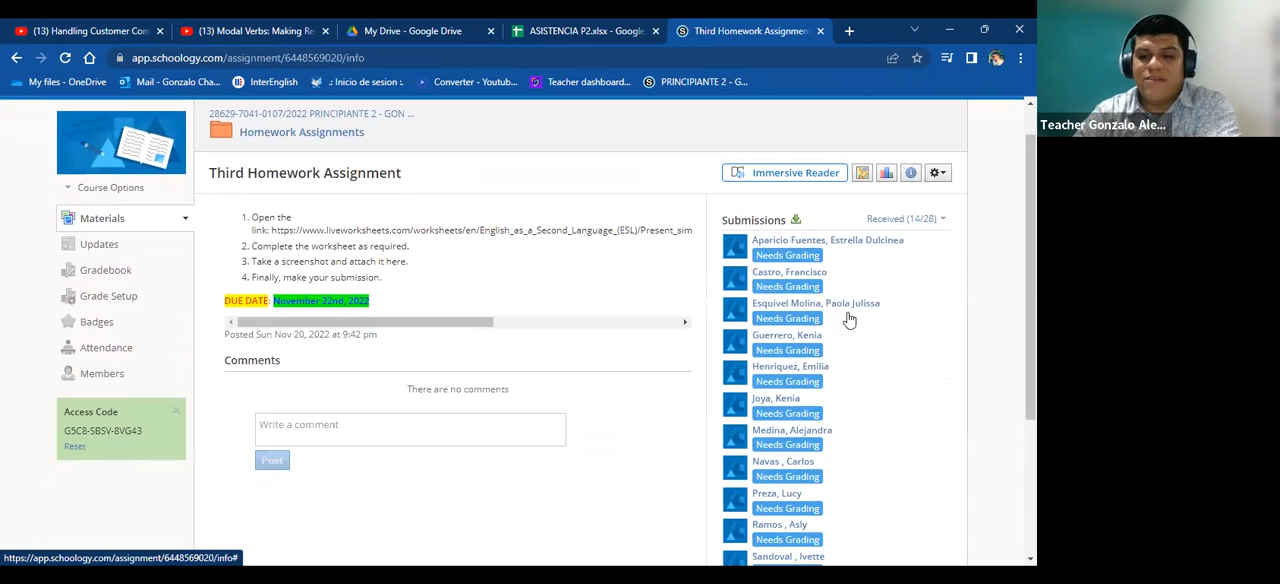 (13) Handling Customer Com
(13) Modal Verbs: Making Re
My Drive - Google Drive
ASISTENCIA P2.xlsx - Google
Third Homework Assignment
app.schoology.com/assignment/6448569020/info
My files - OneDrive
Mail - Gonzalo Cha...
InterEnglish
.: Inicio de sesion :.
Converter - Youtub...
Teacher dashboard...
PRINCIPIANTE 2 - G...
Teacher Gonzalo Ale...
28629-7041-0107/2022 PRINCIPIANTE 2 - GON ...
Homework Assignments
Course Options
Materials
Updates
Gradebook
Grade Setup
Badges
Attendance
Members
Access Code
G5C8-SBSV-8VG43
Reset
Third Homework Assignment
Immersive Reader
1. Open the
link: https://www.liveworksheets.com/worksheets/en/English_as_a_Second_Language_(ESL)/Present_sim
2. Complete the worksheet as required.
3. Take a screenshot and attach it here.
4. Finally, make your submission.
DUE DATE: November 22nd, 2022
Posted Sun Nov 20, 2022 at 9:42 pm
Comments
There are no comments
Write a comment
Post
Submissions
Received (14/28)
Aparicio Fuentes, Estrella Dulcinea
Needs Grading
Castro, Francisco
Needs Grading
Esquivel Molina, Paola Julissa
Needs Grading
Guerrero, Kenia
Needs Grading
Henriquez, Emilia
Needs Grading
Joya, Kenia
Needs Grading
Medina, Alejandra
Needs Grading
Navas , Carlos
Needs Grading
Preza, Lucy
Needs Grading
Ramos , Asly
Needs Grading
Sandoval , Ivette
https://app.schoology.com/assignment/6448569020/info#